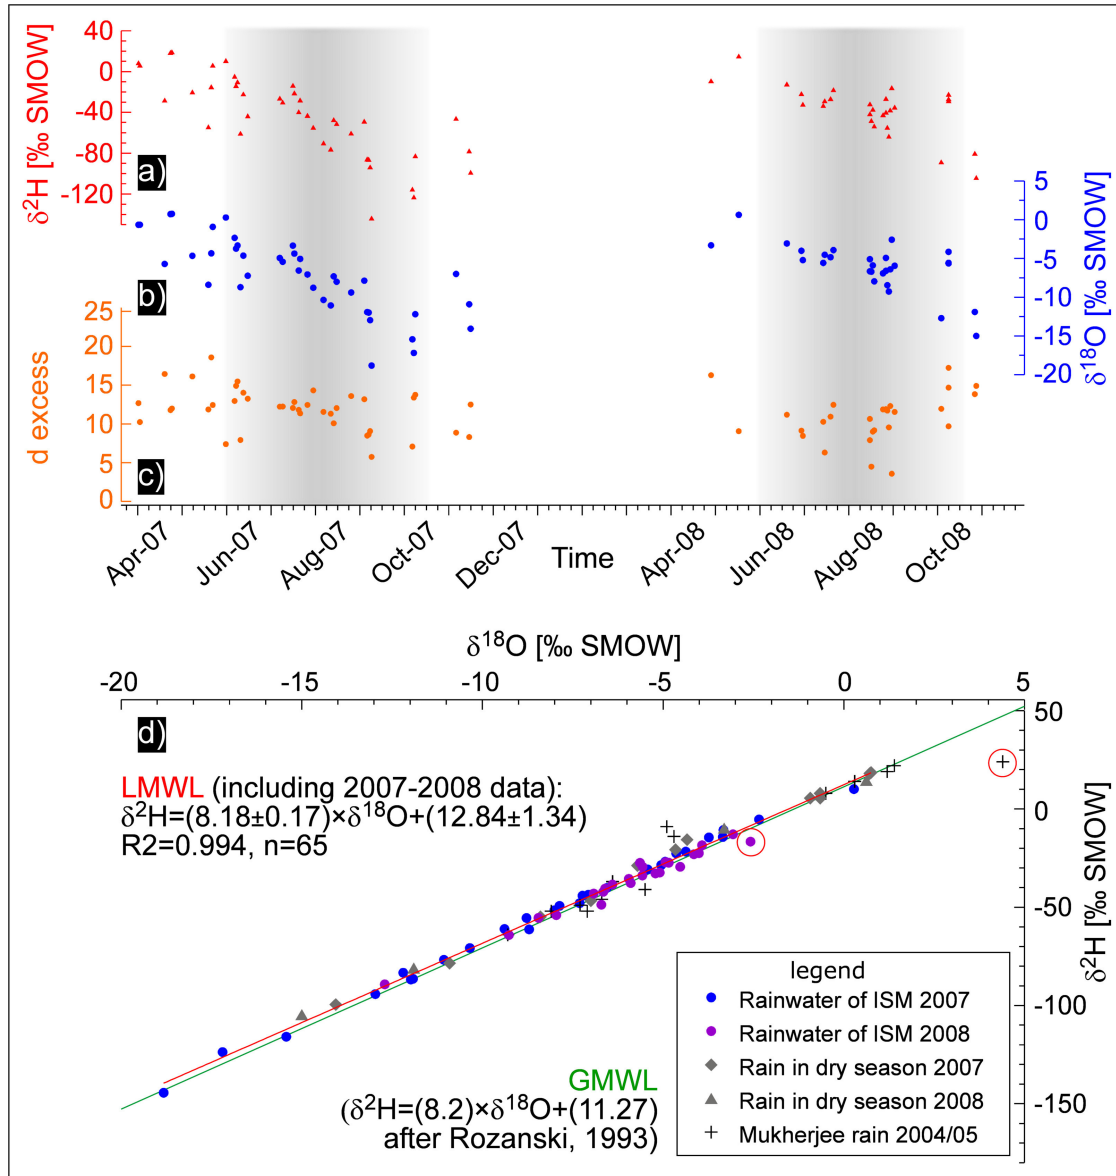 40
0
-40
-80
-120
δ²H [‰ SMOW]
a)
5
0
-5
-10
-15
-20
δ¹⁸O [‰ SMOW]
b)
25
20
15
10
5
0
d excess
c)
Apr-07
Jun-07
Aug-07
Oct-07
Dec-07
Time
Apr-08
Jun-08
Aug-08
Oct-08
δ¹⁸O [‰ SMOW]
-20 -15 -10 -5 0 5
d)
50
0
-50
-100
-150
δ²H [‰ SMOW]
LMWL (including 2007-2008 data):
δ²H=(8.18±0.17)×δ¹⁸O+(12.84±1.34)
R2=0.994, n=65
GMWL
(δ²H=(8.2)×δ¹⁸O+(11.27)
after Rozanski, 1993)
legend
Rainwater of ISM 2007
Rainwater of ISM 2008
Rain in dry season 2007
Rain in dry season 2008
Mukherjee rain 2004/05